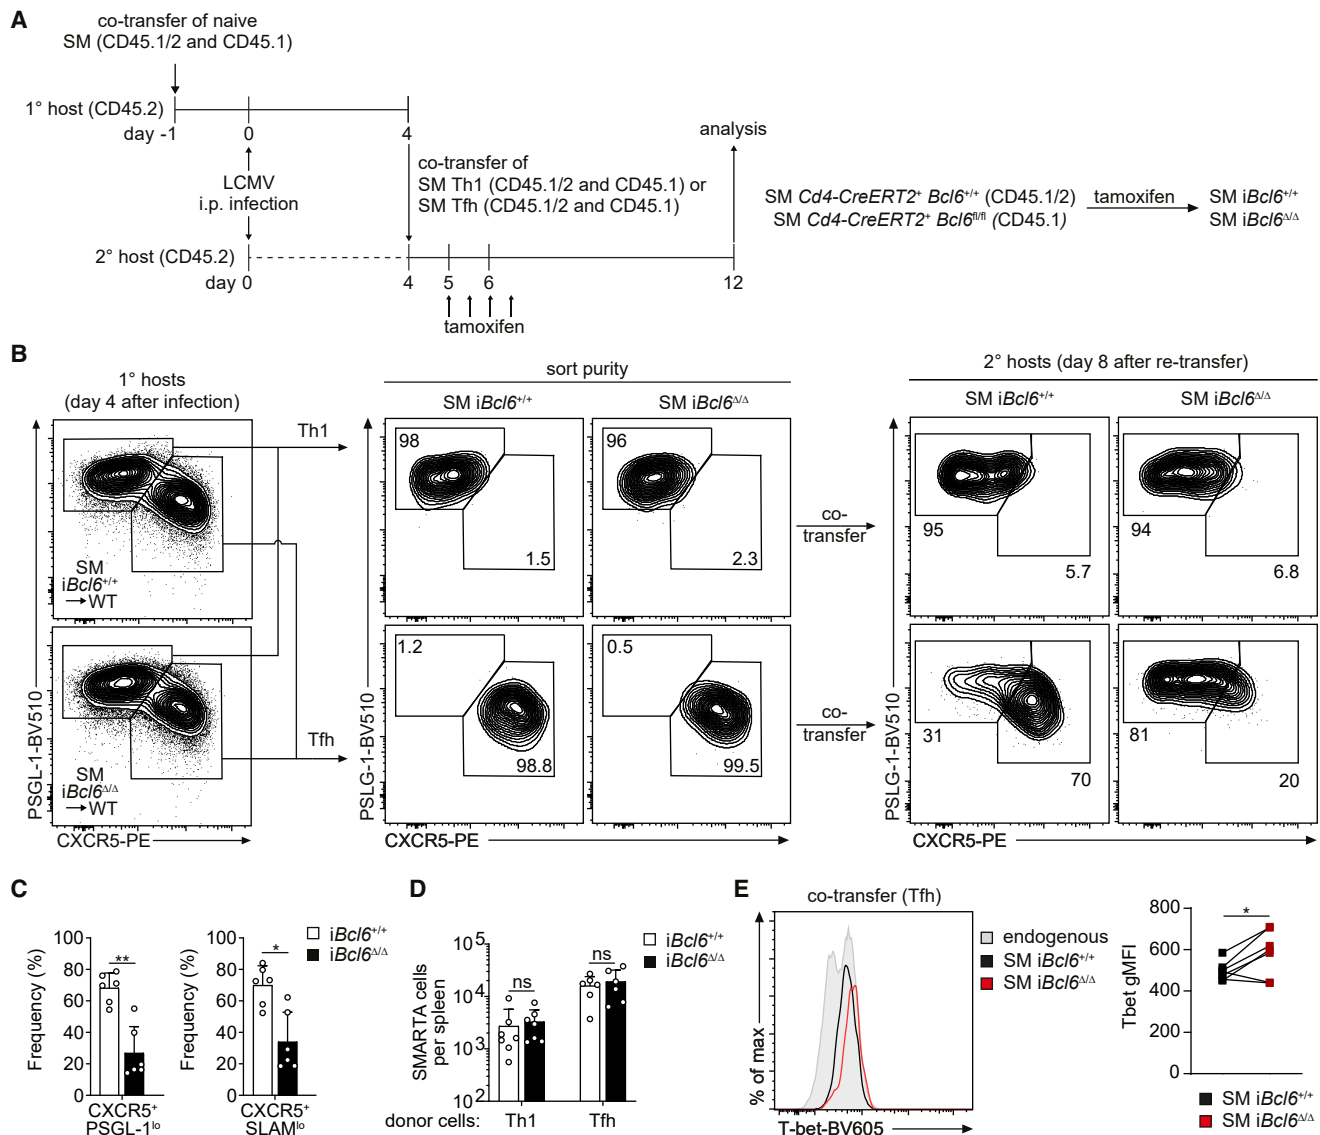 A
co-transfer of naive
SM (CD45.1/2 and CD45.1)
1° host (CD45.2)
day -1
0
4
LCMV
i.p. infection
co-transfer of
SM Th1 (CD45.1/2 and CD45.1) or
SM Tfh (CD45.1/2 and CD45.1)
analysis
2° host (CD45.2)
day 0
4
5
6
12
tamoxifen
SM Cd4-CreERT2⁺ Bcl6⁺/⁺ (CD45.1/2)
SM Cd4-CreERT2⁺ Bcl6ᶠˡ/ᶠˡ (CD45.1)
tamoxifen
SM iBcl6⁺/⁺
SM iBcl6Δ/Δ
B
1° hosts
(day 4 after infection)
sort purity
2° hosts (day 8 after re-transfer)
SM iBcl6⁺/⁺
SM iBcl6Δ/Δ
SM iBcl6⁺/⁺
SM iBcl6Δ/Δ
Th1
SM
iBcl6⁺/⁺
WT
98
1.5
96
2.3
co-
transfer
95
5.7
94
6.8
Tfh
SM
iBcl6Δ/Δ
WT
1.2
98.8
0.5
99.5
co-
transfer
31
70
81
20
PSGL-1-BV510
PSLG-1-BV510
PSLG-1-BV510
CXCR5-PE
CXCR5-PE
CXCR5-PE
C
Frequency (%)
100
80
60
40
20
0
**
CXCR5⁺
PSGL-1ˡᵒ
Frequency (%)
100
80
60
40
20
0
*
CXCR5⁺
SLAMˡᵒ
iBcl6⁺/⁺
iBcl6Δ/Δ
D
SMARTA cells
per spleen
10⁵
10⁴
10³
10²
ns
ns
iBcl6⁺/⁺
iBcl6Δ/Δ
donor cells:
Th1
Tfh
E
co-transfer (Tfh)
% of max
T-bet-BV605
endogenous
SM iBcl6⁺/⁺
SM iBcl6Δ/Δ
Tbet gMFI
800
600
400
200
0
*
SM iBcl6⁺/⁺
SM iBcl6Δ/Δ